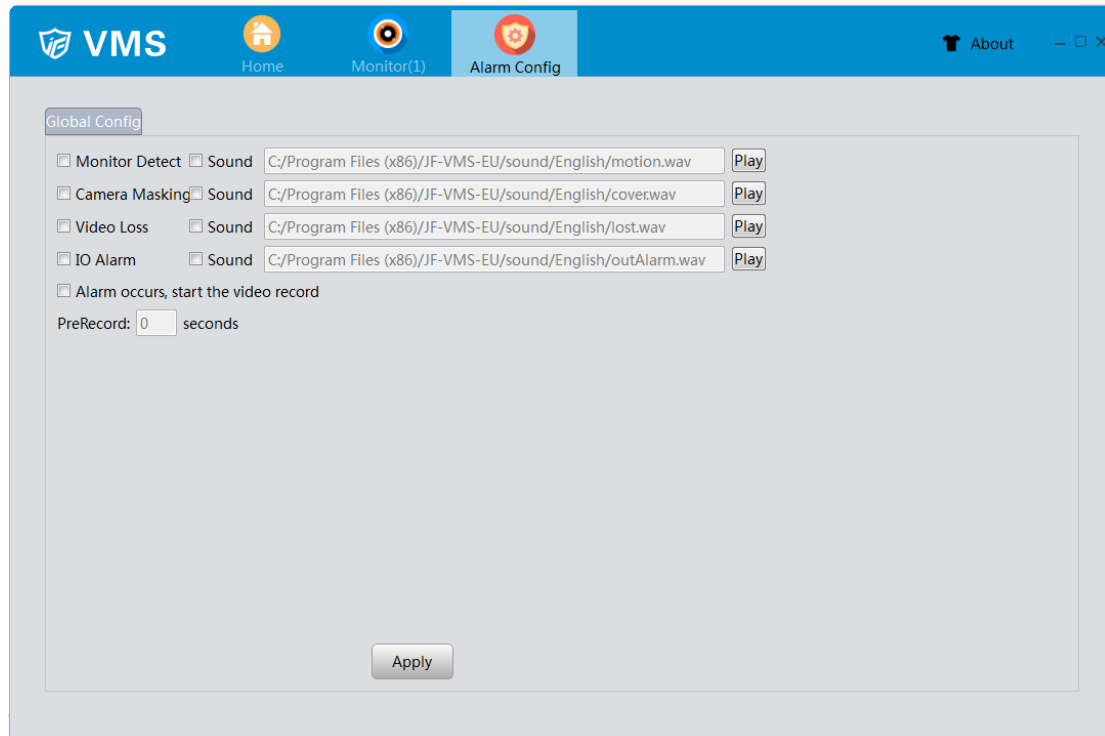 VMS
Home Monitor(1) Alarm Config About
Global Config
Monitor Detect Sound C:/Program Files (x86)/JF-VMS-EU/sound/English/motion.wav Play
Camera Masking Sound C:/Program Files (x86)/JF-VMS-EU/sound/English/cover.wav Play
Video Loss Sound C:/Program Files (x86)/JF-VMS-EU/sound/English/lost.wav Play
IO Alarm Sound C:/Program Files (x86)/JF-VMS-EU/sound/English/outAlarm.wav Play
Alarm occurs, start the video record
PreRecord: 0 seconds
Apply